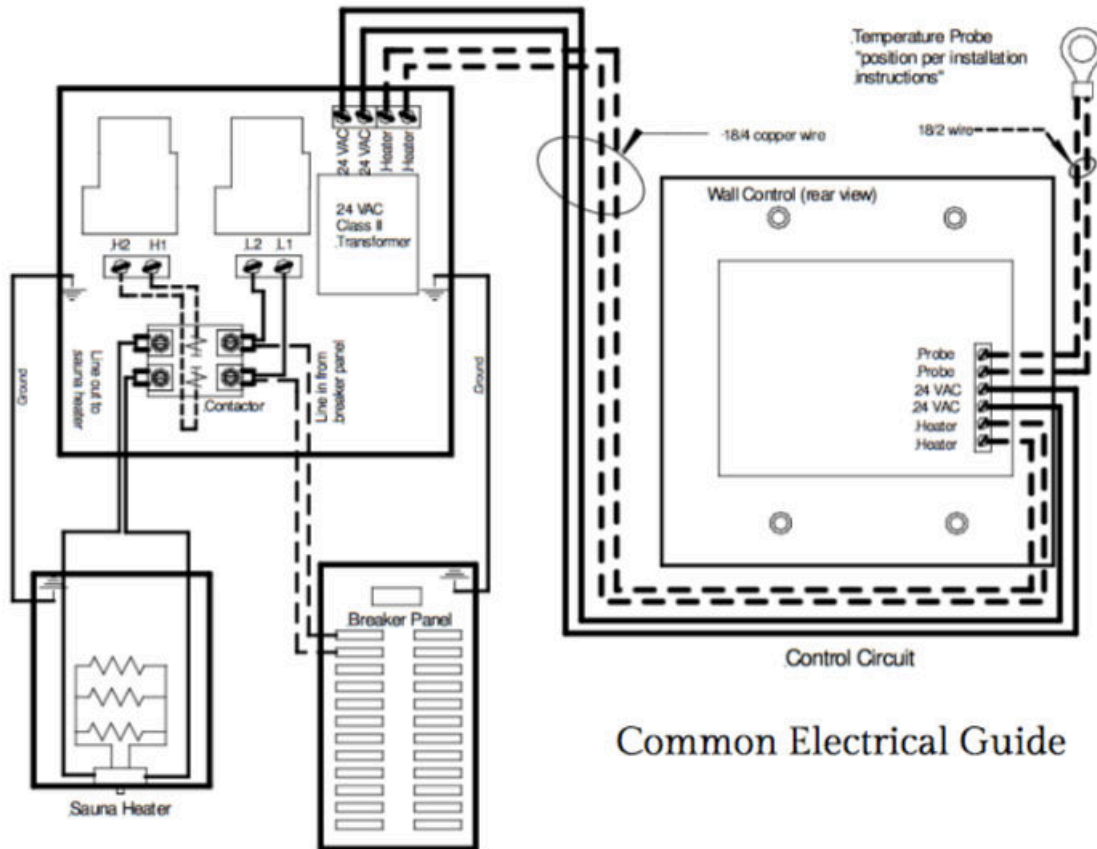 .Temperature Probe
"position per installation
.instructions"
-18/4 copper wire
18/2 wire
24 VAC
24 VAC
.Heater
.Heater
24 VAC
Class II
.Transformer
.H2
H1
.L2
.L1
Wall Control (rear view)
.Probe
.Probe
24 VAC
24 VAC
.Heater
.Heater
Ground
Line out to
sauna heater
.Contactor
Line in from
.breaker panel
.Ground
Breaker Panel
Control Circuit
Common Electrical Guide
Sauna Heater